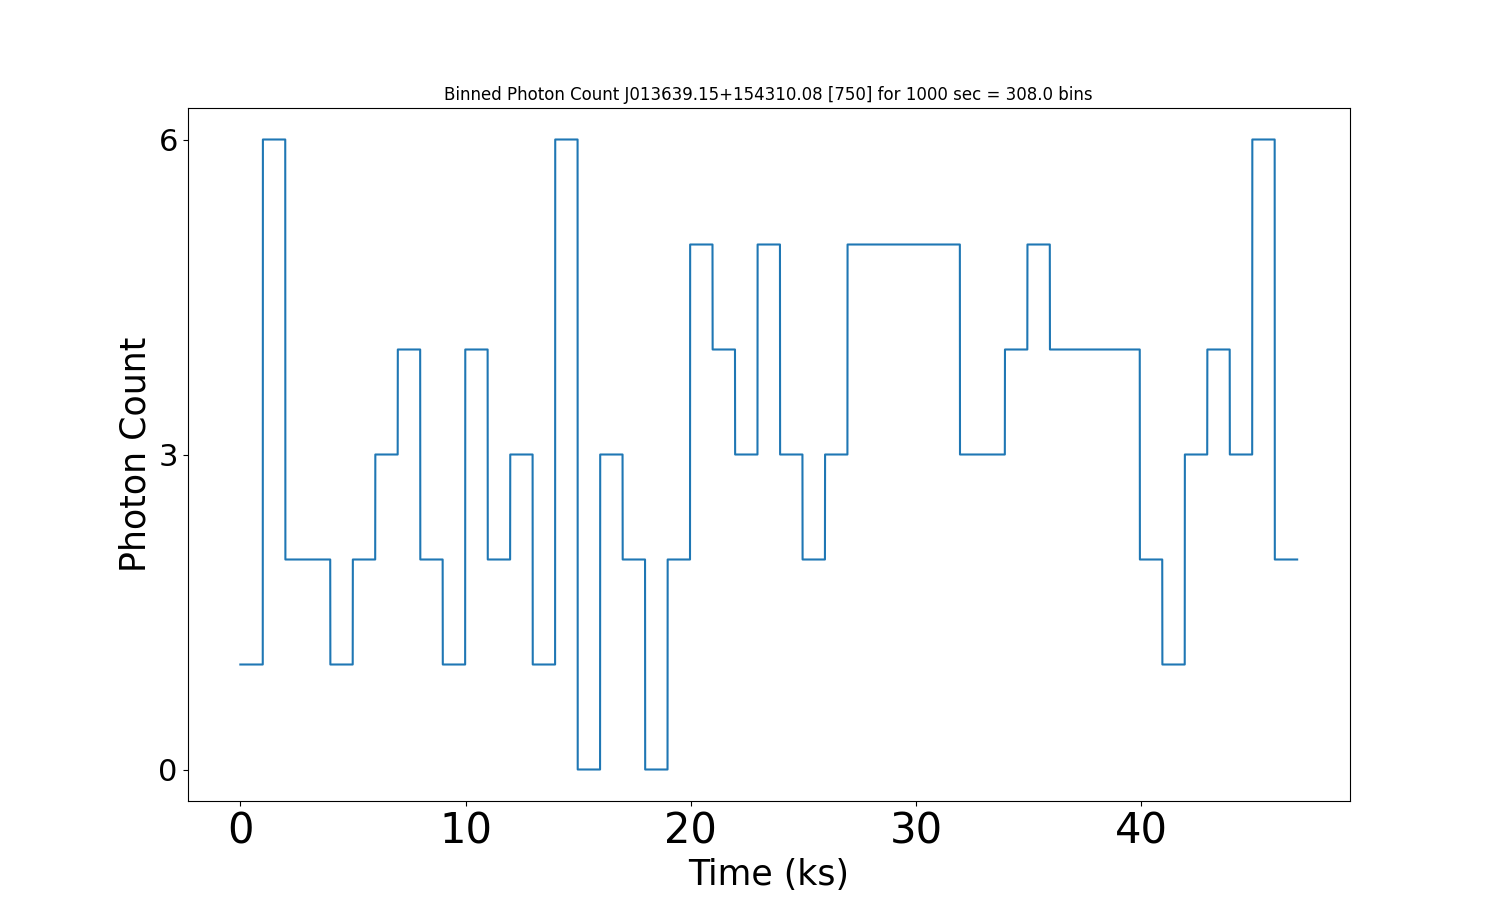 Binned Photon Count J013639.15+154310.08 [750] for 1000 sec = 308.0 bins
Photon Count
6
3
0
0 10 20 30 40
Time (ks)